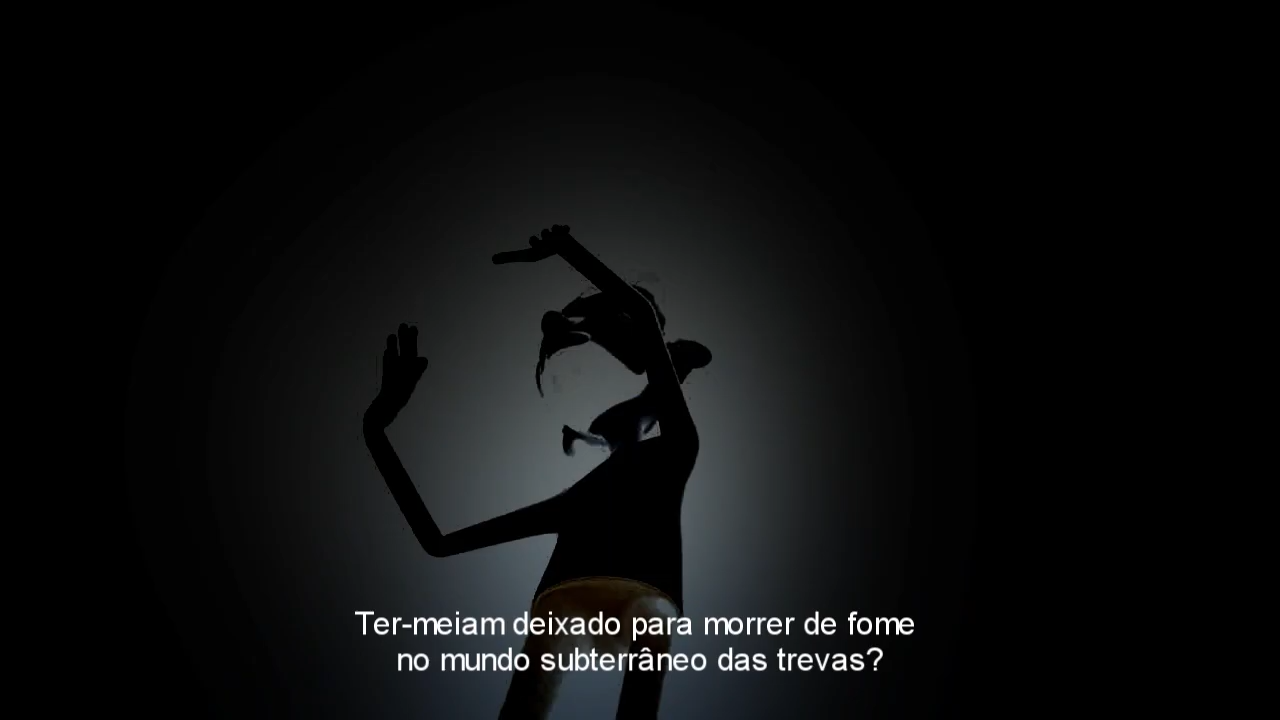 Ter-meiam deixado para morrer de fome
no mundo subterrâneo das trevas?